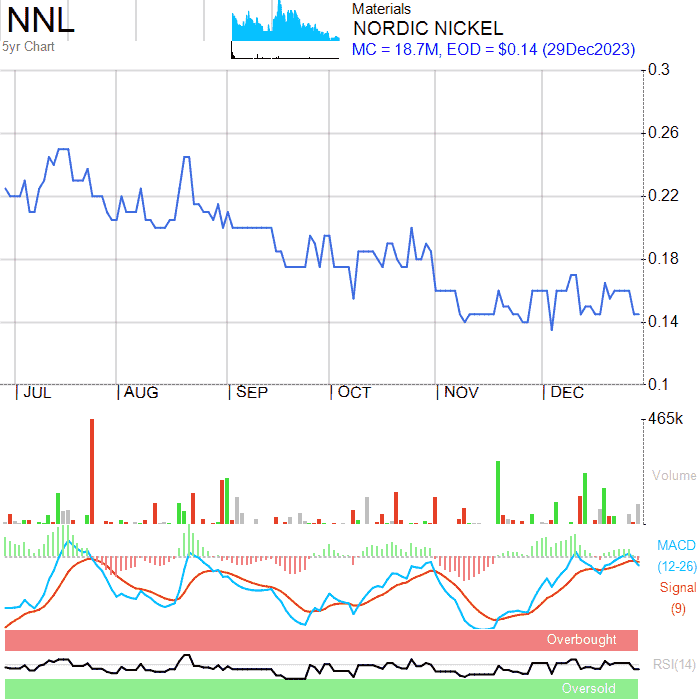 NNL
5yr Chart
Materials
NORDIC NICKEL
MC = 18.7M, EOD = $0.14 (29Dec2023)
0.3
0.26
0.22
0.18
0.14
0.1
JUL AUG SEP OCT NOV DEC
465k
Volume
MACD
(12-26)
Signal
(9)
Overbought
RSI(14)
Oversold